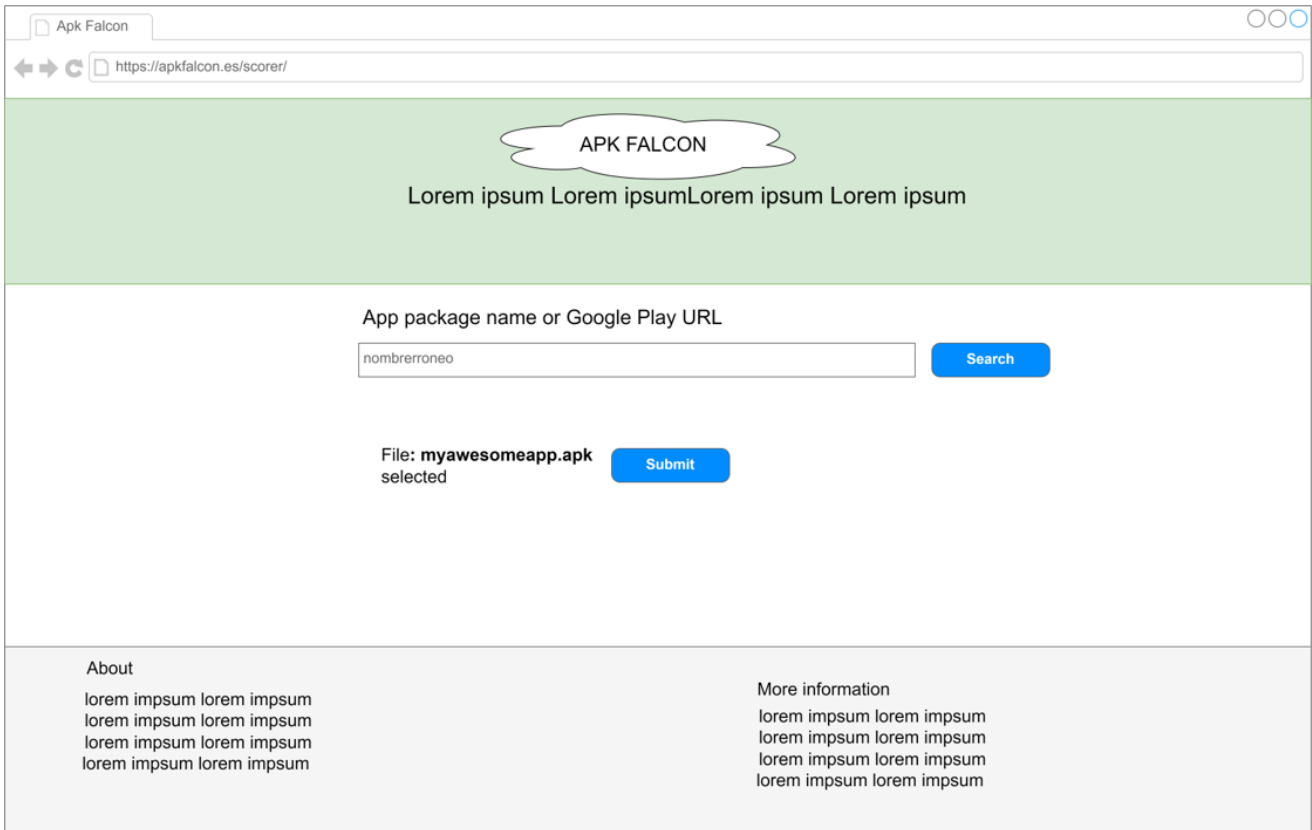 Apk Falcon
https://apkfalcon.es/scorer/
APK FALCON
Lorem ipsum Lorem ipsumLorem ipsum Lorem ipsum
App package name or Google Play URL
nombrerroneo
Search
File: myawesomeapp.apk
selected
Submit
About
lorem impsum lorem impsum
lorem impsum lorem impsum
lorem impsum lorem impsum
lorem impsum lorem impsum
More information
lorem impsum lorem impsum
lorem impsum lorem impsum
lorem impsum lorem impsum
lorem impsum lorem impsum